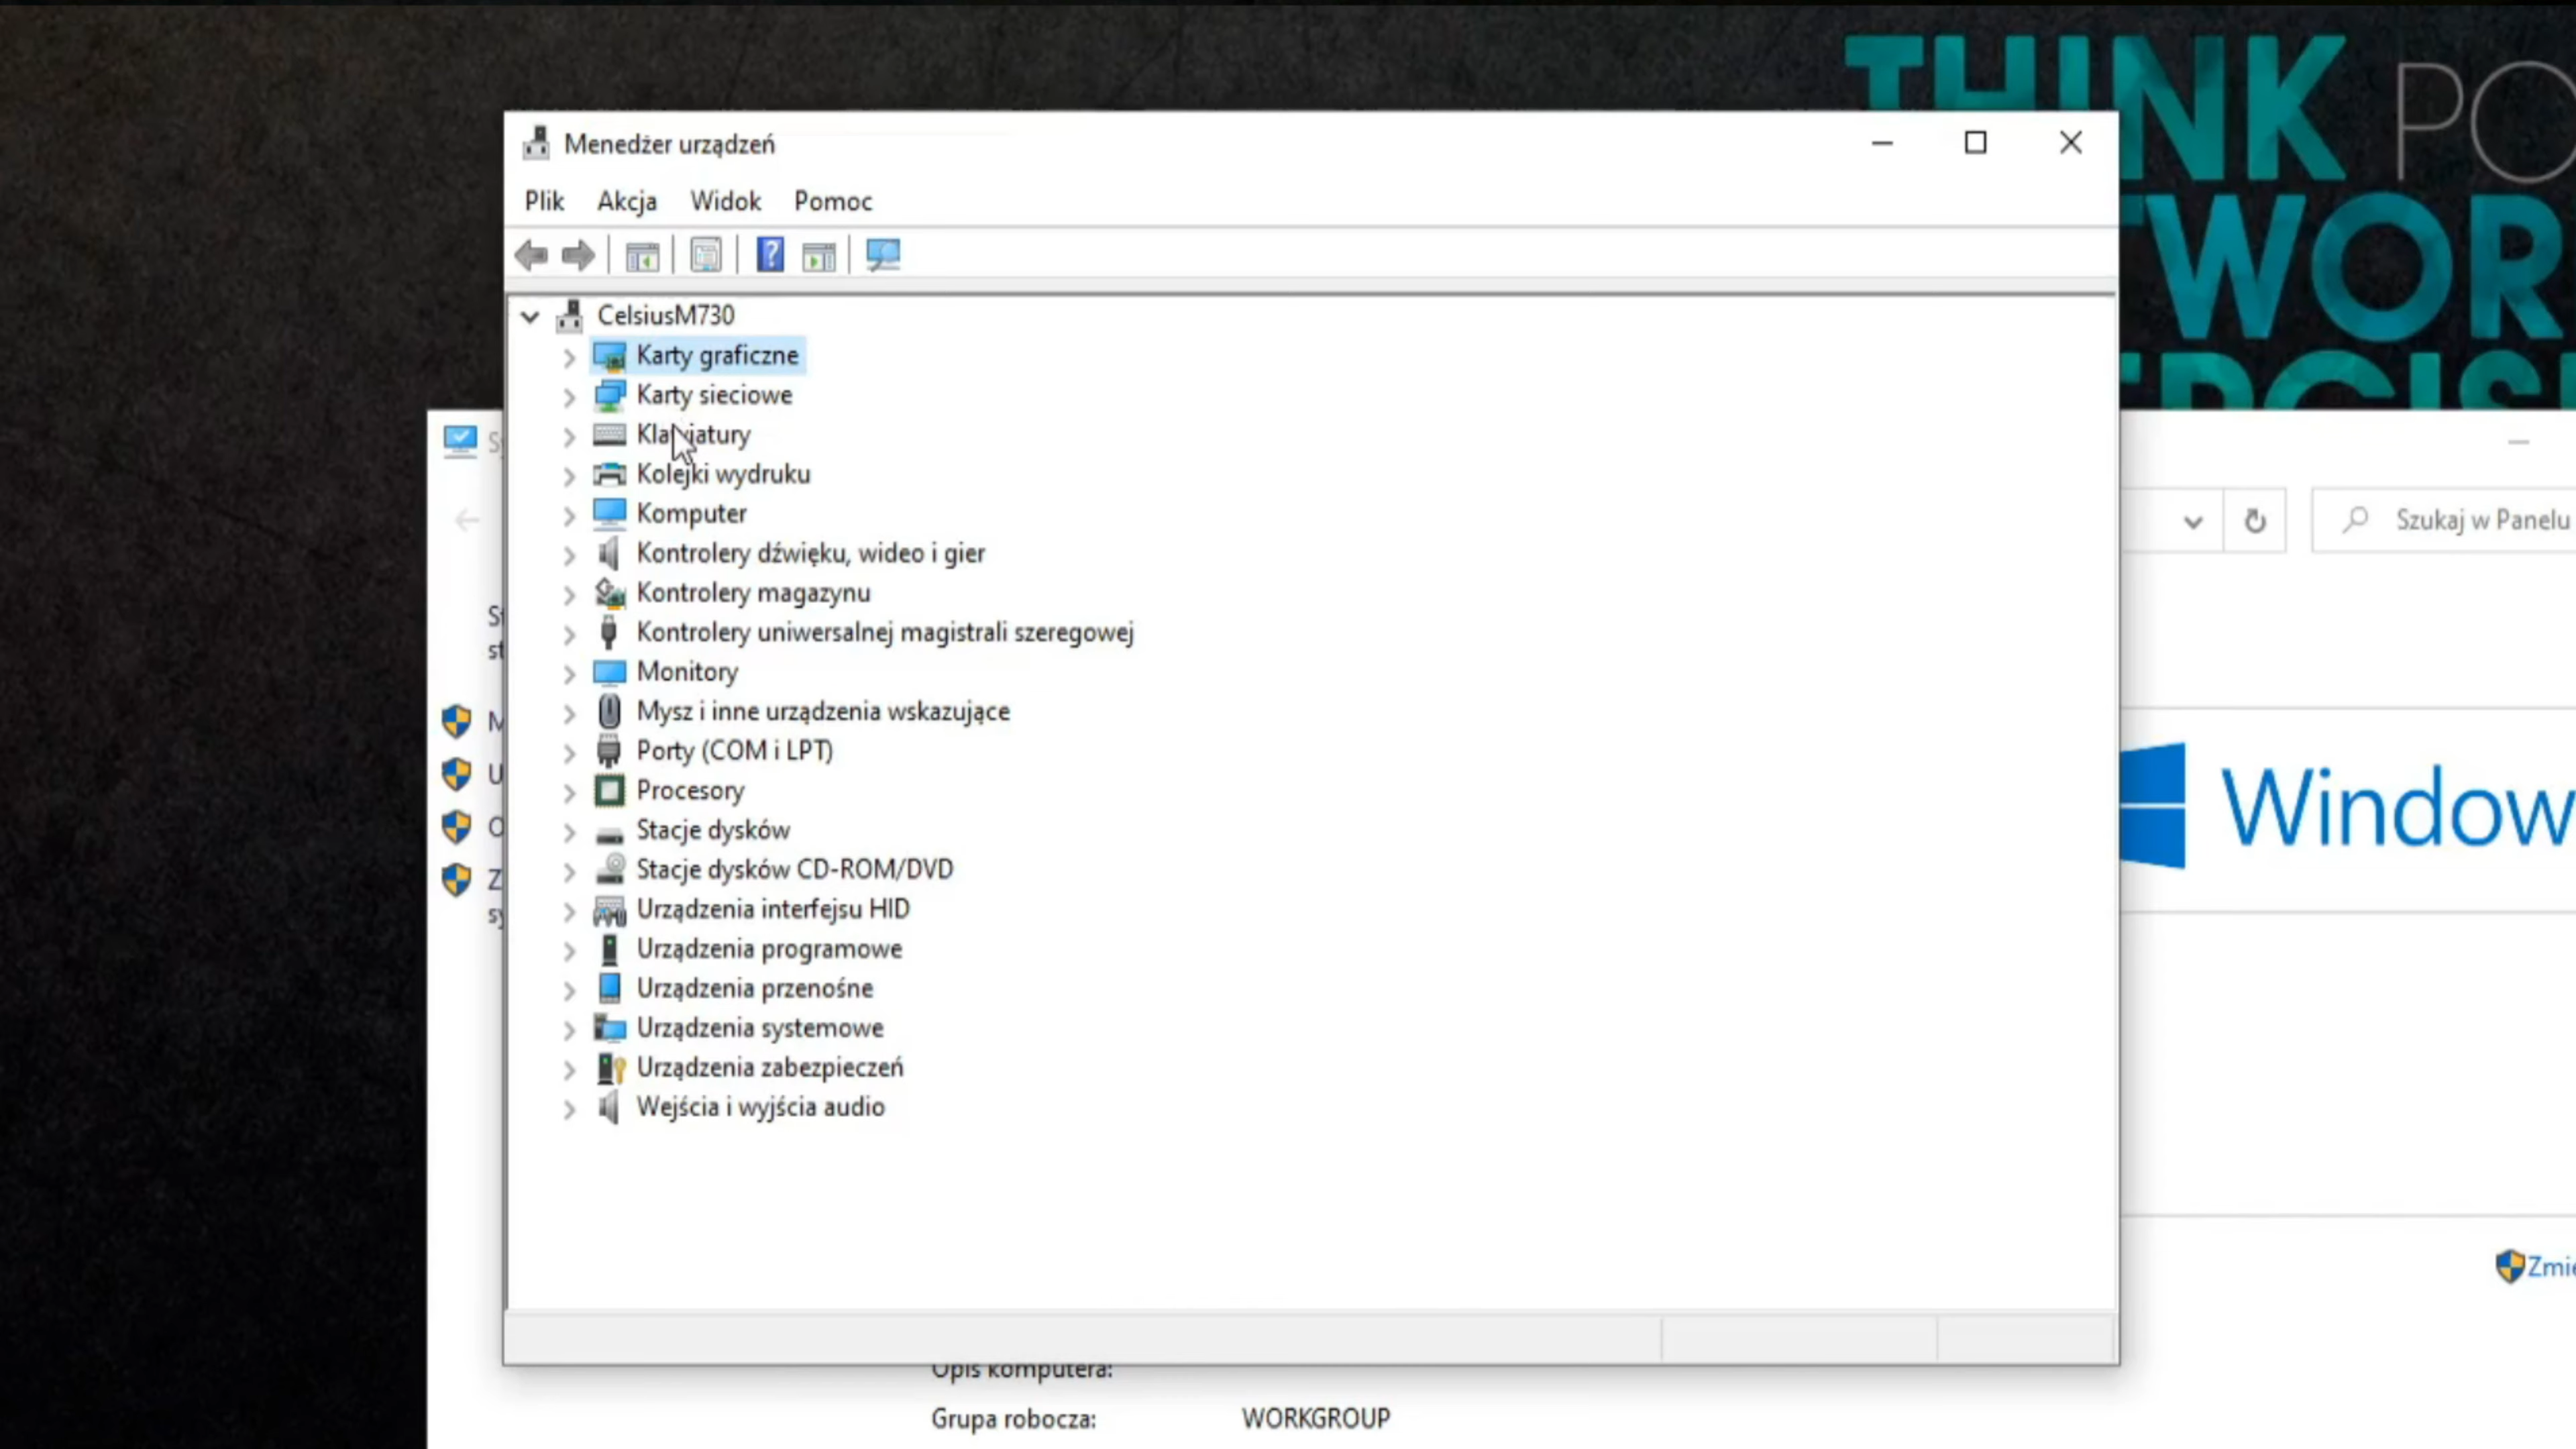 THINK PO
Menedżer urządzeń
WOR
Plik Akcja Widok Pomoc
CelsiusM730
Karty graficzne
Karty sieciowe
Klawiatury
Kolejki wydruku
Komputer
Szukaj w Panelu
Kontrolery dźwięku, wideo i gier
Kontrolery magazynu
Kontrolery uniwersalnej magistrali szeregowej
Monitory
Mysz i inne urządzenia wskazujące
Porty (COM i LPT)
Procesory
Window
Stacje dysków
Stacje dysków CD-ROM/DVD
Urządzenia interfejsu HID
Urządzenia programowe
Urządzenia przenośne
Urządzenia systemowe
Urządzenia zabezpieczeń
Wejścia i wyjścia audio
Zmie
Opis komputera:
Grupa robocza: WORKGROUP